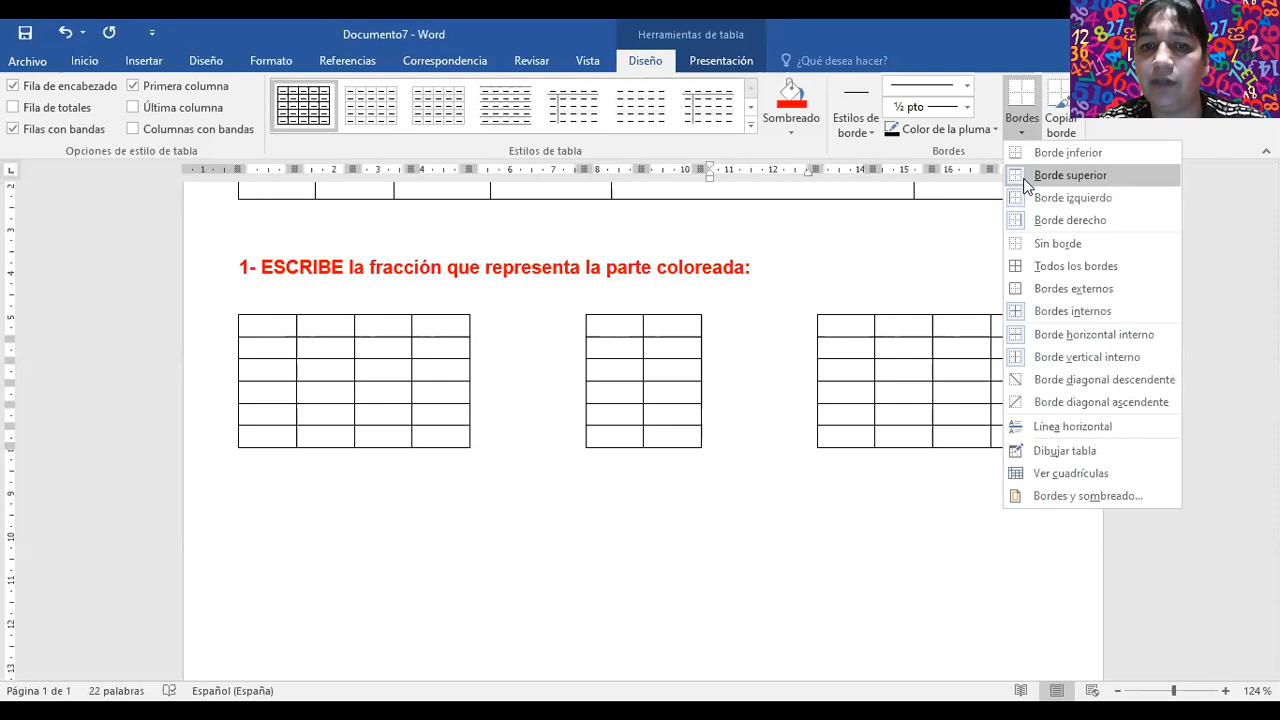 Documento7 - Word
Herramientas de tabla
Archivo
Inicio
Insertar
Diseño
Formato
Referencias
Correspondencia
Revisar
Vista
Diseño
Presentación
¿Qué desea hacer?
Fila de encabezado
Primera columna
Fila de totales
Última columna
Filas con bandas
Columnas con bandas
Opciones de estilo de tabla
Estilos de tabla
Sombreado
Estilos de
borde
½ pto
Color de la pluma
Bordes
Bordes
Copiar
borde
Borde inferior
Borde superior
Borde izquierdo
Borde derecho
Sin borde
Todos los bordes
Bordes externos
Bordes internos
Borde horizontal interno
Borde vertical interno
Borde diagonal descendente
Borde diagonal ascendente
Línea horizontal
Dibujar tabla
Ver cuadrículas
Bordes y sombreado...
1- ESCRIBE la fracción que representa la parte coloreada:
Página 1 de 1
22 palabras
Español (España)
124 %